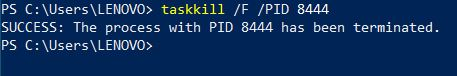 PS C:\Users\LENOVO> taskkill /F /PID 8444
SUCCESS: The process with PID 8444 has been terminated.
PS C:\Users\LENOVO>